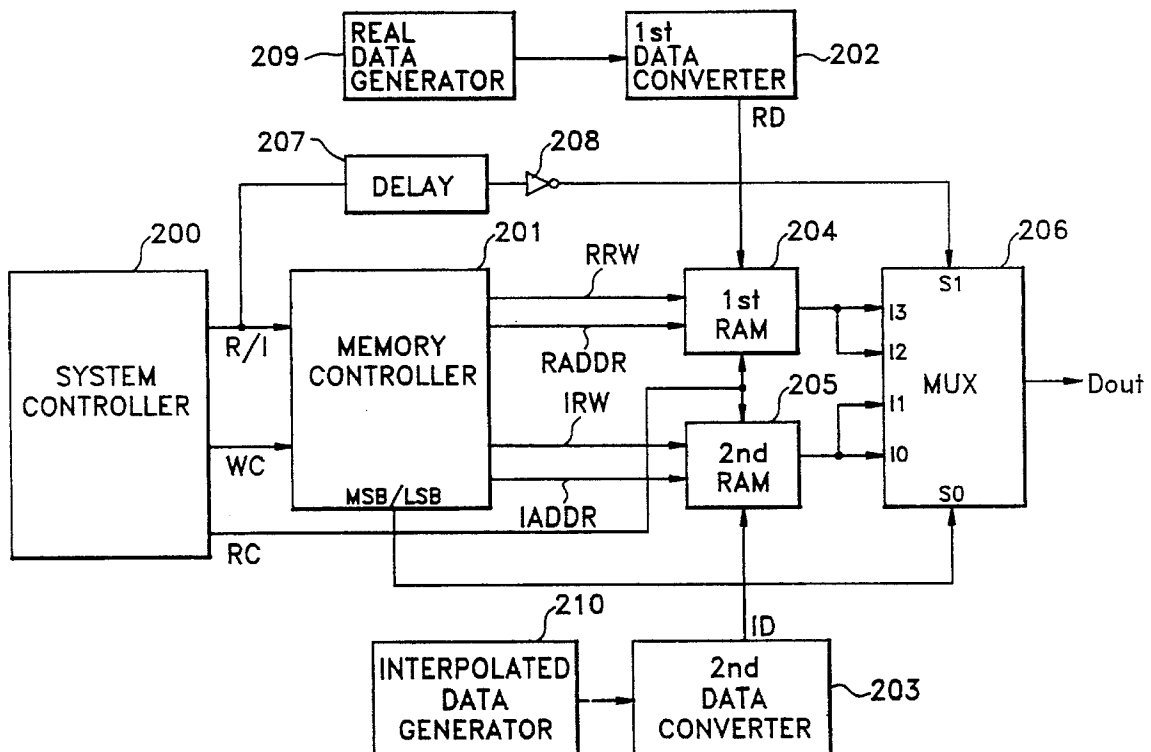 REAL
DATA
GENERATOR
209
1st
DATA
CONVERTER
202
RD
207
DELAY
208
200
SYSTEM
CONTROLLER
R/I
WC
RC
201
MEMORY
CONTROLLER
MSB/LSB
RRW
RADDR
IRW
IADDR
204
1st
RAM
205
2nd
RAM
206
S1
I3
I2
MUX
I1
I0
S0
Dout
210
INTERPOLATED
DATA
GENERATOR
ID
2nd
DATA
CONVERTER
203